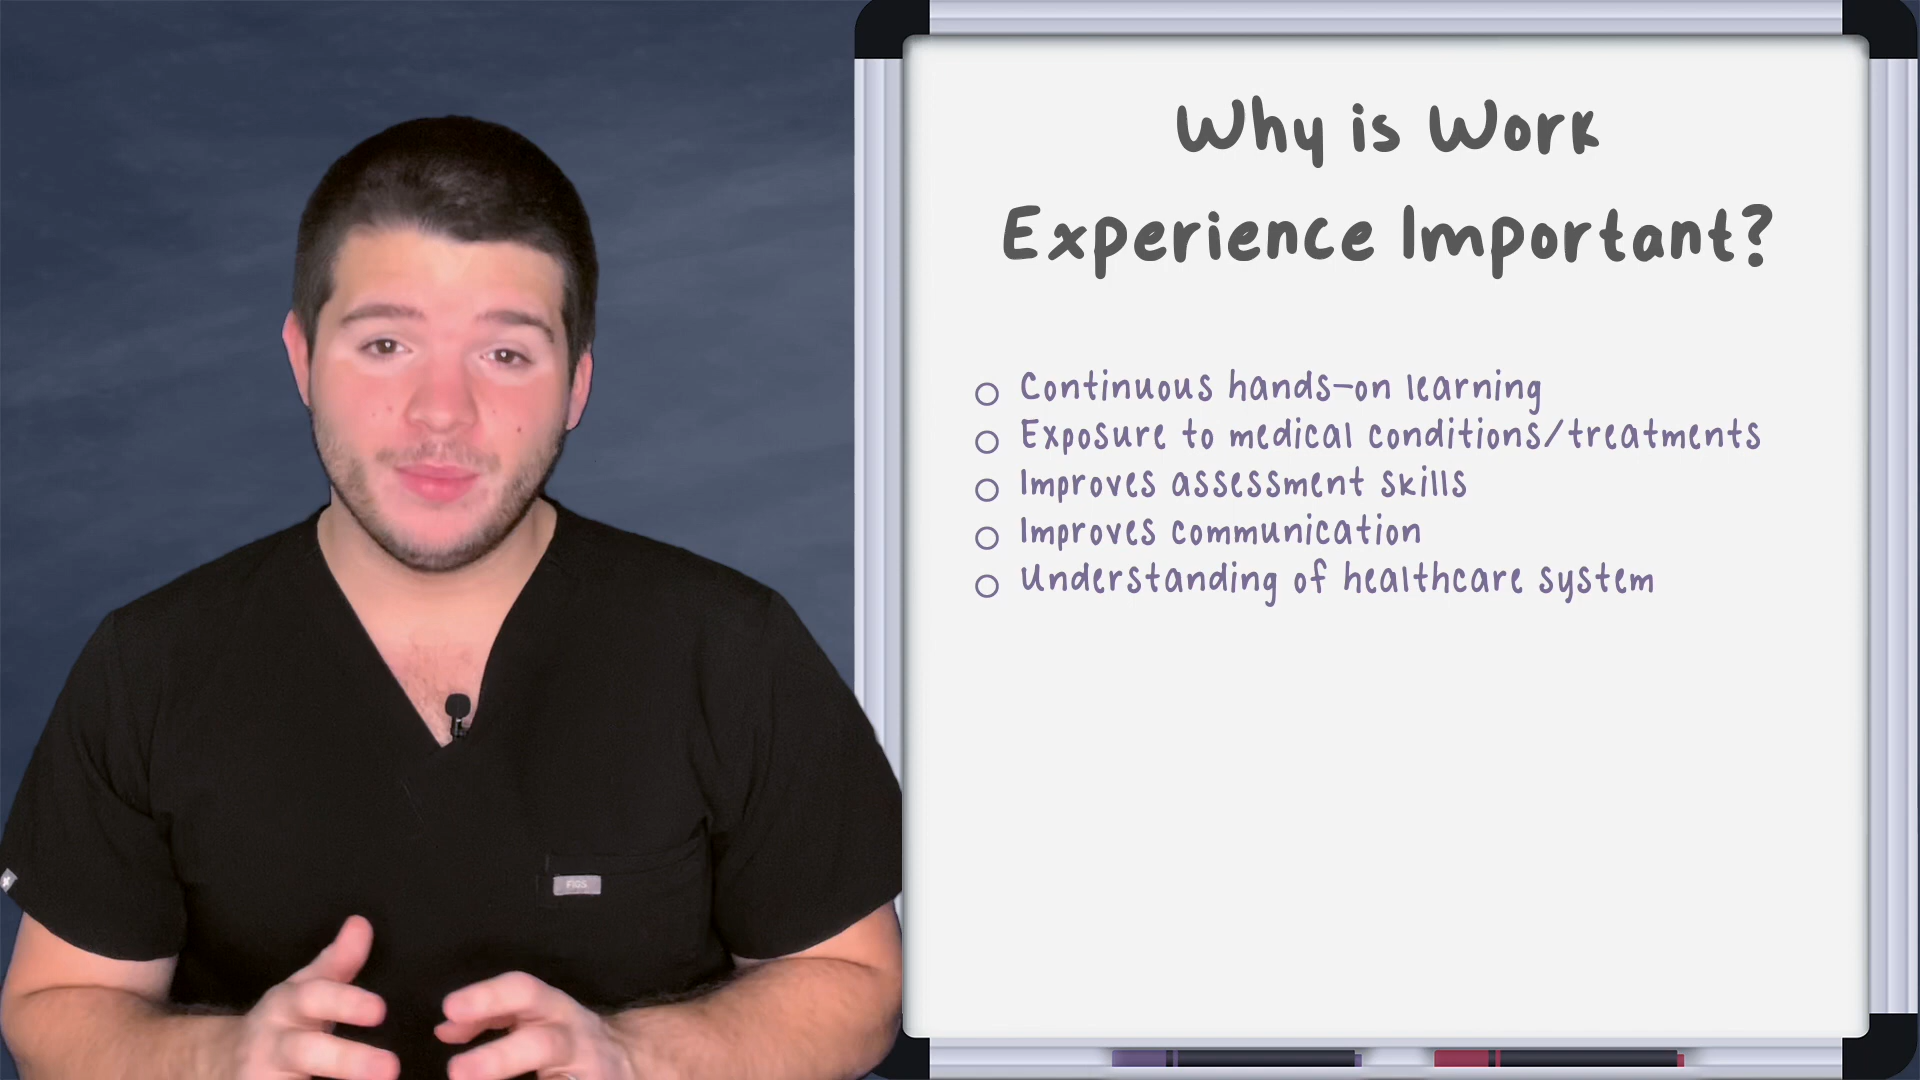 Why is Work
Experience Important?
Continuous hands-on learning
Exposure to medical conditions/treatments
Improves assessment skills
Improves communication
Understanding of healthcare system
FIGS